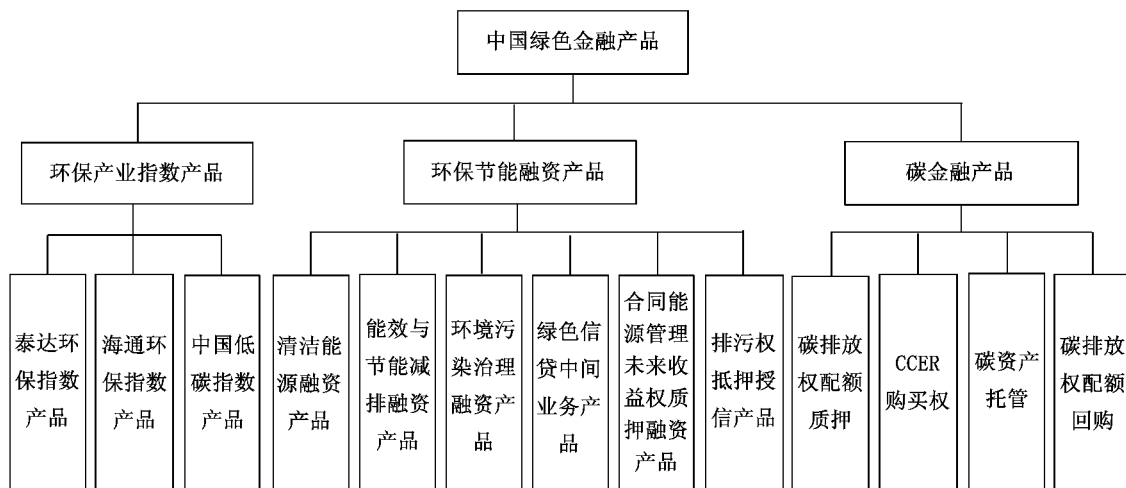 中国绿色金融产品
环保产业指数产品
环保节能融资产品
碳金融产品
泰达环
保指数
产品
海通环
保指数
产品
中国低
碳指数
产品
清洁能
源融资
产品
能效与
节能减
排融资
产品
环境污
染治理
融资产
品
绿色信
贷中间
业务产
品
合同能
源管理
未来收
益权质
押融资
产品
排污权
抵押授
信产品
碳排放
权配额
质押
CCER
购买权
碳资产
托管
碳排放
权配额
回购